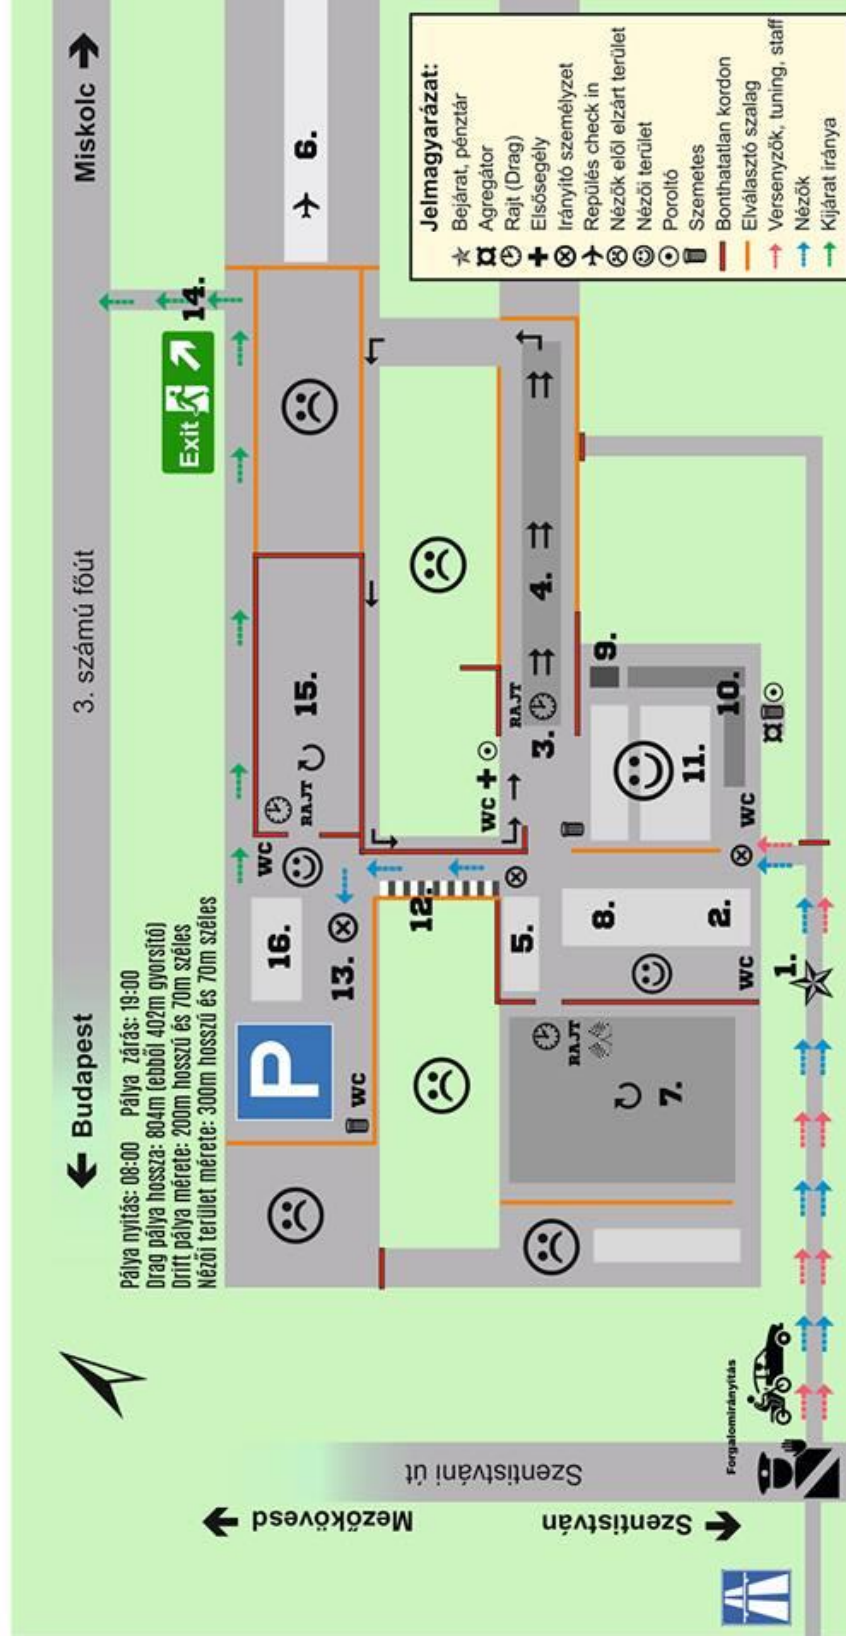 3. számú főút
← Budapest
Miskolc →
Pálya nyitás: 08:00 Pálya zárás: 19:00
Drag pálya hossza: 804m (ebből 402m gyorsító)
Drift pálya mérete: 200m hosszú és 70m széles
Nézői terület mérete: 300m hosszú és 70m széles
Exit
14.
6.
P
WC
16.
13.
WC
RAJT
15.
12.
WC
RAJT
3.
4.
5.
RAJT
7.
8.
2.
WC
9.
10.
11.
WC
1.
Forgalomirányítás
Szentistváni út
← Mezőkövesd
Szentistván →
Jelmagyarázat:
Bejárat, pénztár
Agregátor
Rajt (Drag)
Elsősegély
Irányító személyzet
Repülés check in
Nézők elől elzárt terület
Nézői terület
Poroltó
Szemetes
Bonthatatlan kordon
Elválasztó szalag
Versenyzők, tuning, staff
Nézők
Kijárat iránya